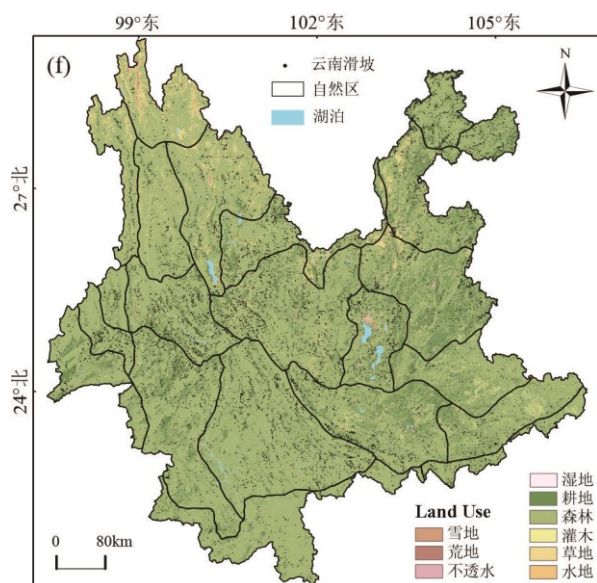 99°东
102°东
105°东
(f)
云南滑坡
自然区
湖泊
N
27°北
24°北
0
80km
Land Use
雪地
荒地
不透水
湿地
耕地
森林
灌木
草地
水地